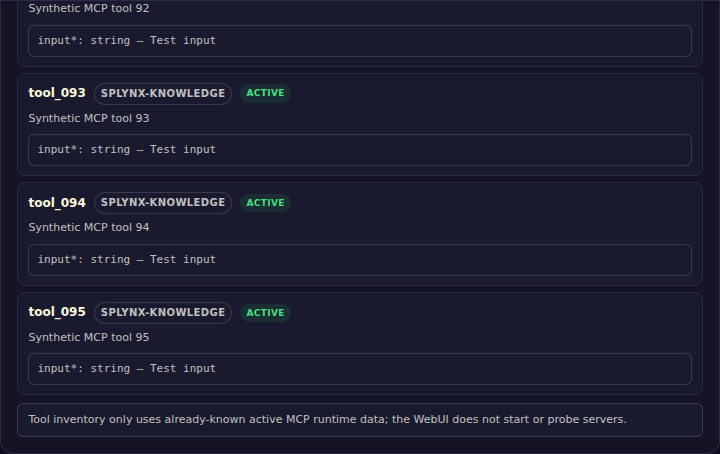 Synthetic MCP tool 92
input*: string — Test input
tool_093 SPLYNX-KNOWLEDGE ACTIVE
Synthetic MCP tool 93
input*: string — Test input
tool_094 SPLYNX-KNOWLEDGE ACTIVE
Synthetic MCP tool 94
input*: string — Test input
tool_095 SPLYNX-KNOWLEDGE ACTIVE
Synthetic MCP tool 95
input*: string — Test input
Tool inventory only uses already-known active MCP runtime data; the WebUI does not start or probe servers.